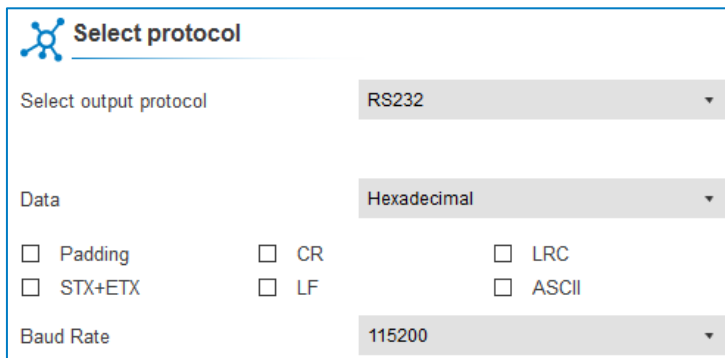 Select protocol
Select output protocol RS232
Data Hexadecimal
Padding CR LRC
STX+ETX LF ASCII
Baud Rate 115200